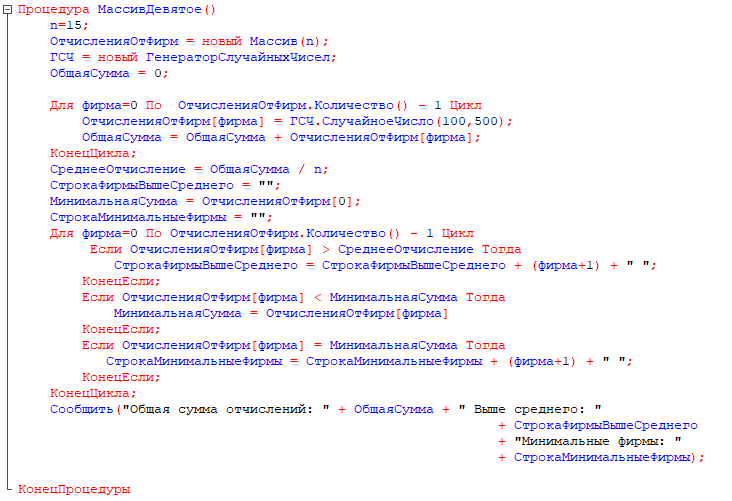 Процедура МассивДевятое()
n=15;
ОтчисленияОтФирм = новый Массив(n);
ГСЧ = новый ГенераторСлучайныхЧисел;
ОбщаяСумма = 0;
Для фирма=0 По  ОтчисленияОтФирм.Количество() - 1 Цикл
ОтчисленияОтФирм[фирма] = ГСЧ.СлучайноеЧисло(100,500);
ОбщаяСумма = ОбщаяСумма + ОтчисленияОтФирм[фирма];
КонецЦикла;
СреднееОтчисление = ОбщаяСумма / n;
СтрокаФирмыВышеСреднего = "";
МинимальнаяСумма = ОтчисленияОтФирм[0];
СтрокаМинимальныеФирмы = "";
Для фирма=0 По ОтчисленияОтФирм.Количество() - 1 Цикл
Если ОтчисленияОтФирм[фирма] > СреднееОтчисление Тогда
СтрокаФирмыВышеСреднего = СтрокаФирмыВышеСреднего + (фирма+1) + " ";
КонецЕсли;
Если ОтчисленияОтФирм[фирма] < МинимальнаяСумма Тогда
МинимальнаяСумма = ОтчисленияОтФирм[фирма]
КонецЕсли;
Если ОтчисленияОтФирм[фирма] = МинимальнаяСумма Тогда
СтрокаМинимальныеФирмы = СтрокаМинимальныеФирмы + (фирма+1) + " ";
КонецЕсли;
КонецЦикла;
Сообщить("Общая сумма отчислений: " + ОбщаяСумма + " Выше среднего: "
+ СтрокаФирмыВышеСреднего
+ "Минимальные фирмы: "
+ СтрокаМинимальныеФирмы);
КонецПроцедуры